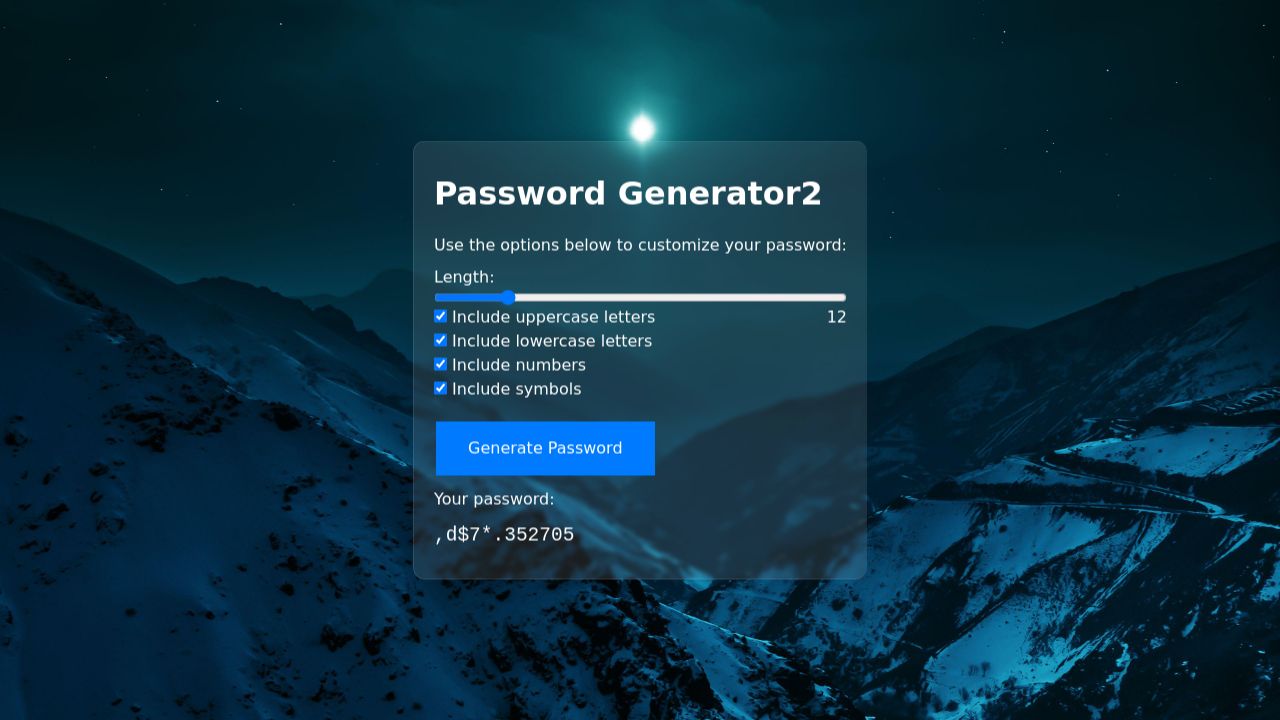 Password Generator2
Use the options below to customize your password:
Length:
Include uppercase letters 12
Include lowercase letters
Include numbers
Include symbols
Generate Password
Your password:
,d$7*.352705